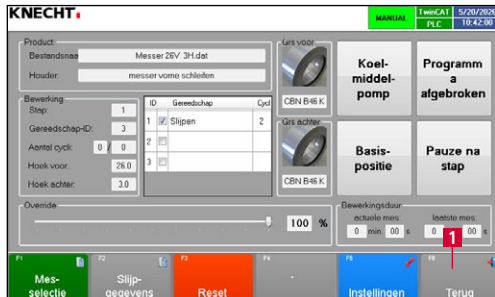 KNECHT
MANUAL
TwinCAT
PLC
5/20/2020
10:42:00
Product:
Bestandsnaa
Messer 26V 3H.dat
Houder:
messer vorne schleifen
Bewerking
Stap:
1
Gereedschap-ID:
3
Aantal cycli:
0 / 0
Hoek voor:
26.0
Hoek achter:
3.0
ID Gereedschap Cycl
1 Slijpen 2
2
3
Grs voor
CBN B46 K
Grs achter
CBN B46 K
Koel-
middel-
pomp
Programm
a
afgebroken
Basis-
positie
Pauze na
stap
Override
100 %
Bewerkingsduur
actuele mes:
0 min 00 s
laatste mes:
0 00 s
1
F1
Mes-
selectie
F2
Slijp-
gegevens
F3
Reset
F4
-
Instellingen
Terug